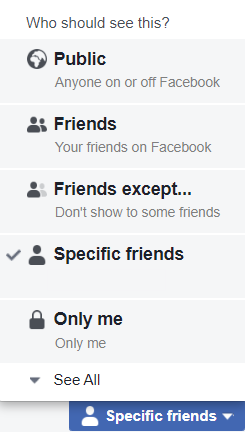 Who should see this?
Public
Anyone on or off Facebook
Friends
Your friends on Facebook
Friends except...
Don't show to some friends
Specific friends
Only me
Only me
See All
Specific friends